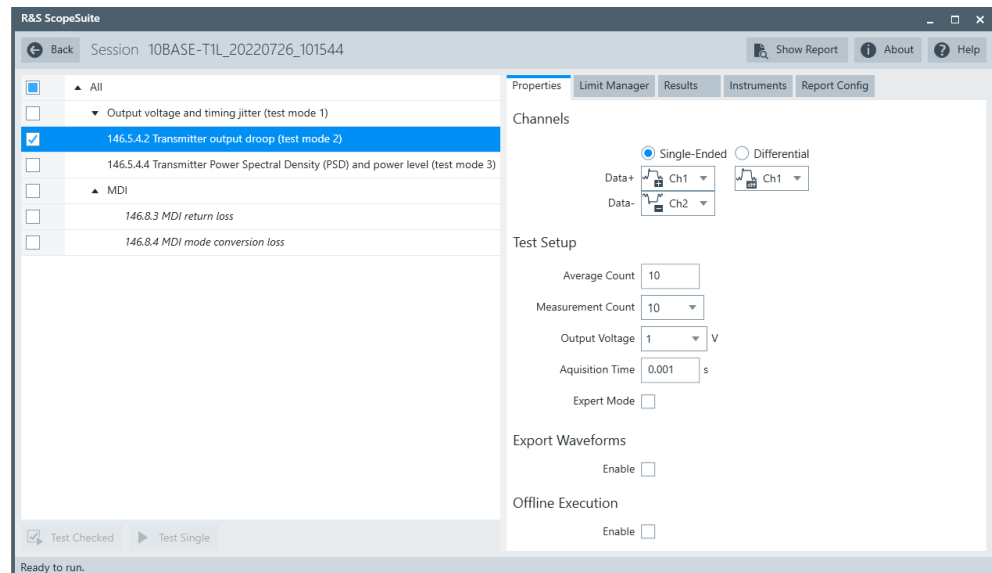 R&S ScopeSuite
Back Session 10BASE-T1L_20220726_101544 Show Report About Help
All
Output voltage and timing jitter (test mode 1)
146.5.4.2 Transmitter output droop (test mode 2)
146.5.4.4 Transmitter Power Spectral Density (PSD) and power level (test mode 3)
MDI
146.8.3 MDI return loss
146.8.4 MDI mode conversion loss
Test Checked Test Single
Properties Limit Manager Results Instruments Report Config
Channels
Single-Ended Differential
Data+ Ch1 diff Ch1
Data- Ch2
Test Setup
Average Count 10
Measurement Count 10
Output Voltage 1 V
Aquisition Time 0.001 s
Expert Mode
Export Waveforms
Enable
Offline Execution
Enable
Ready to run.